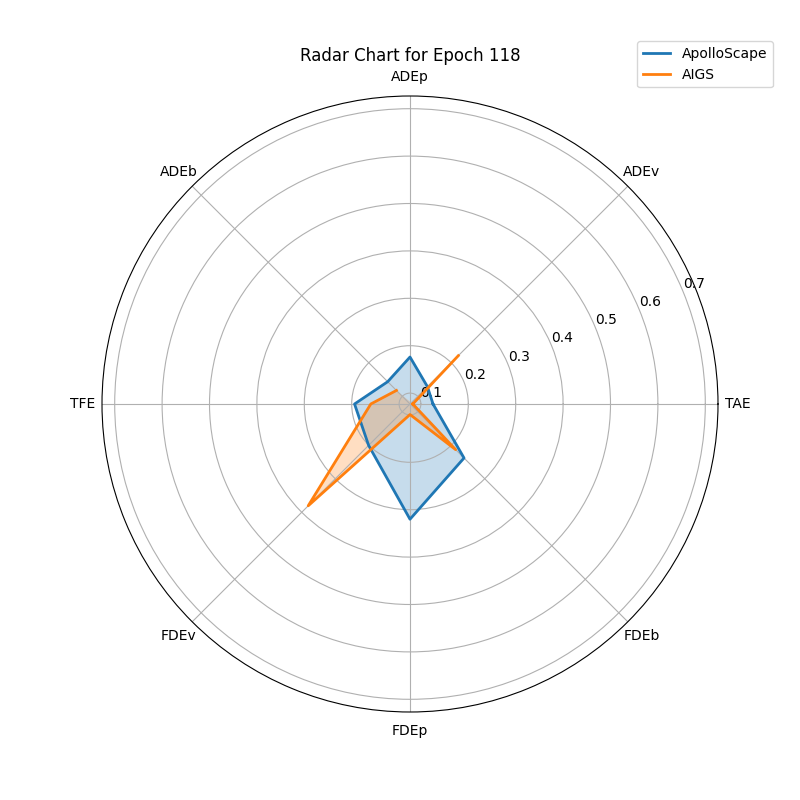 Radar Chart for Epoch 118
ApolloScape
AIGS
ADEp
ADEb
ADEv
0.7
0.6
0.5
0.4
0.3
0.2
0.1
TFE
TAE
FDEv
FDEb
FDEp